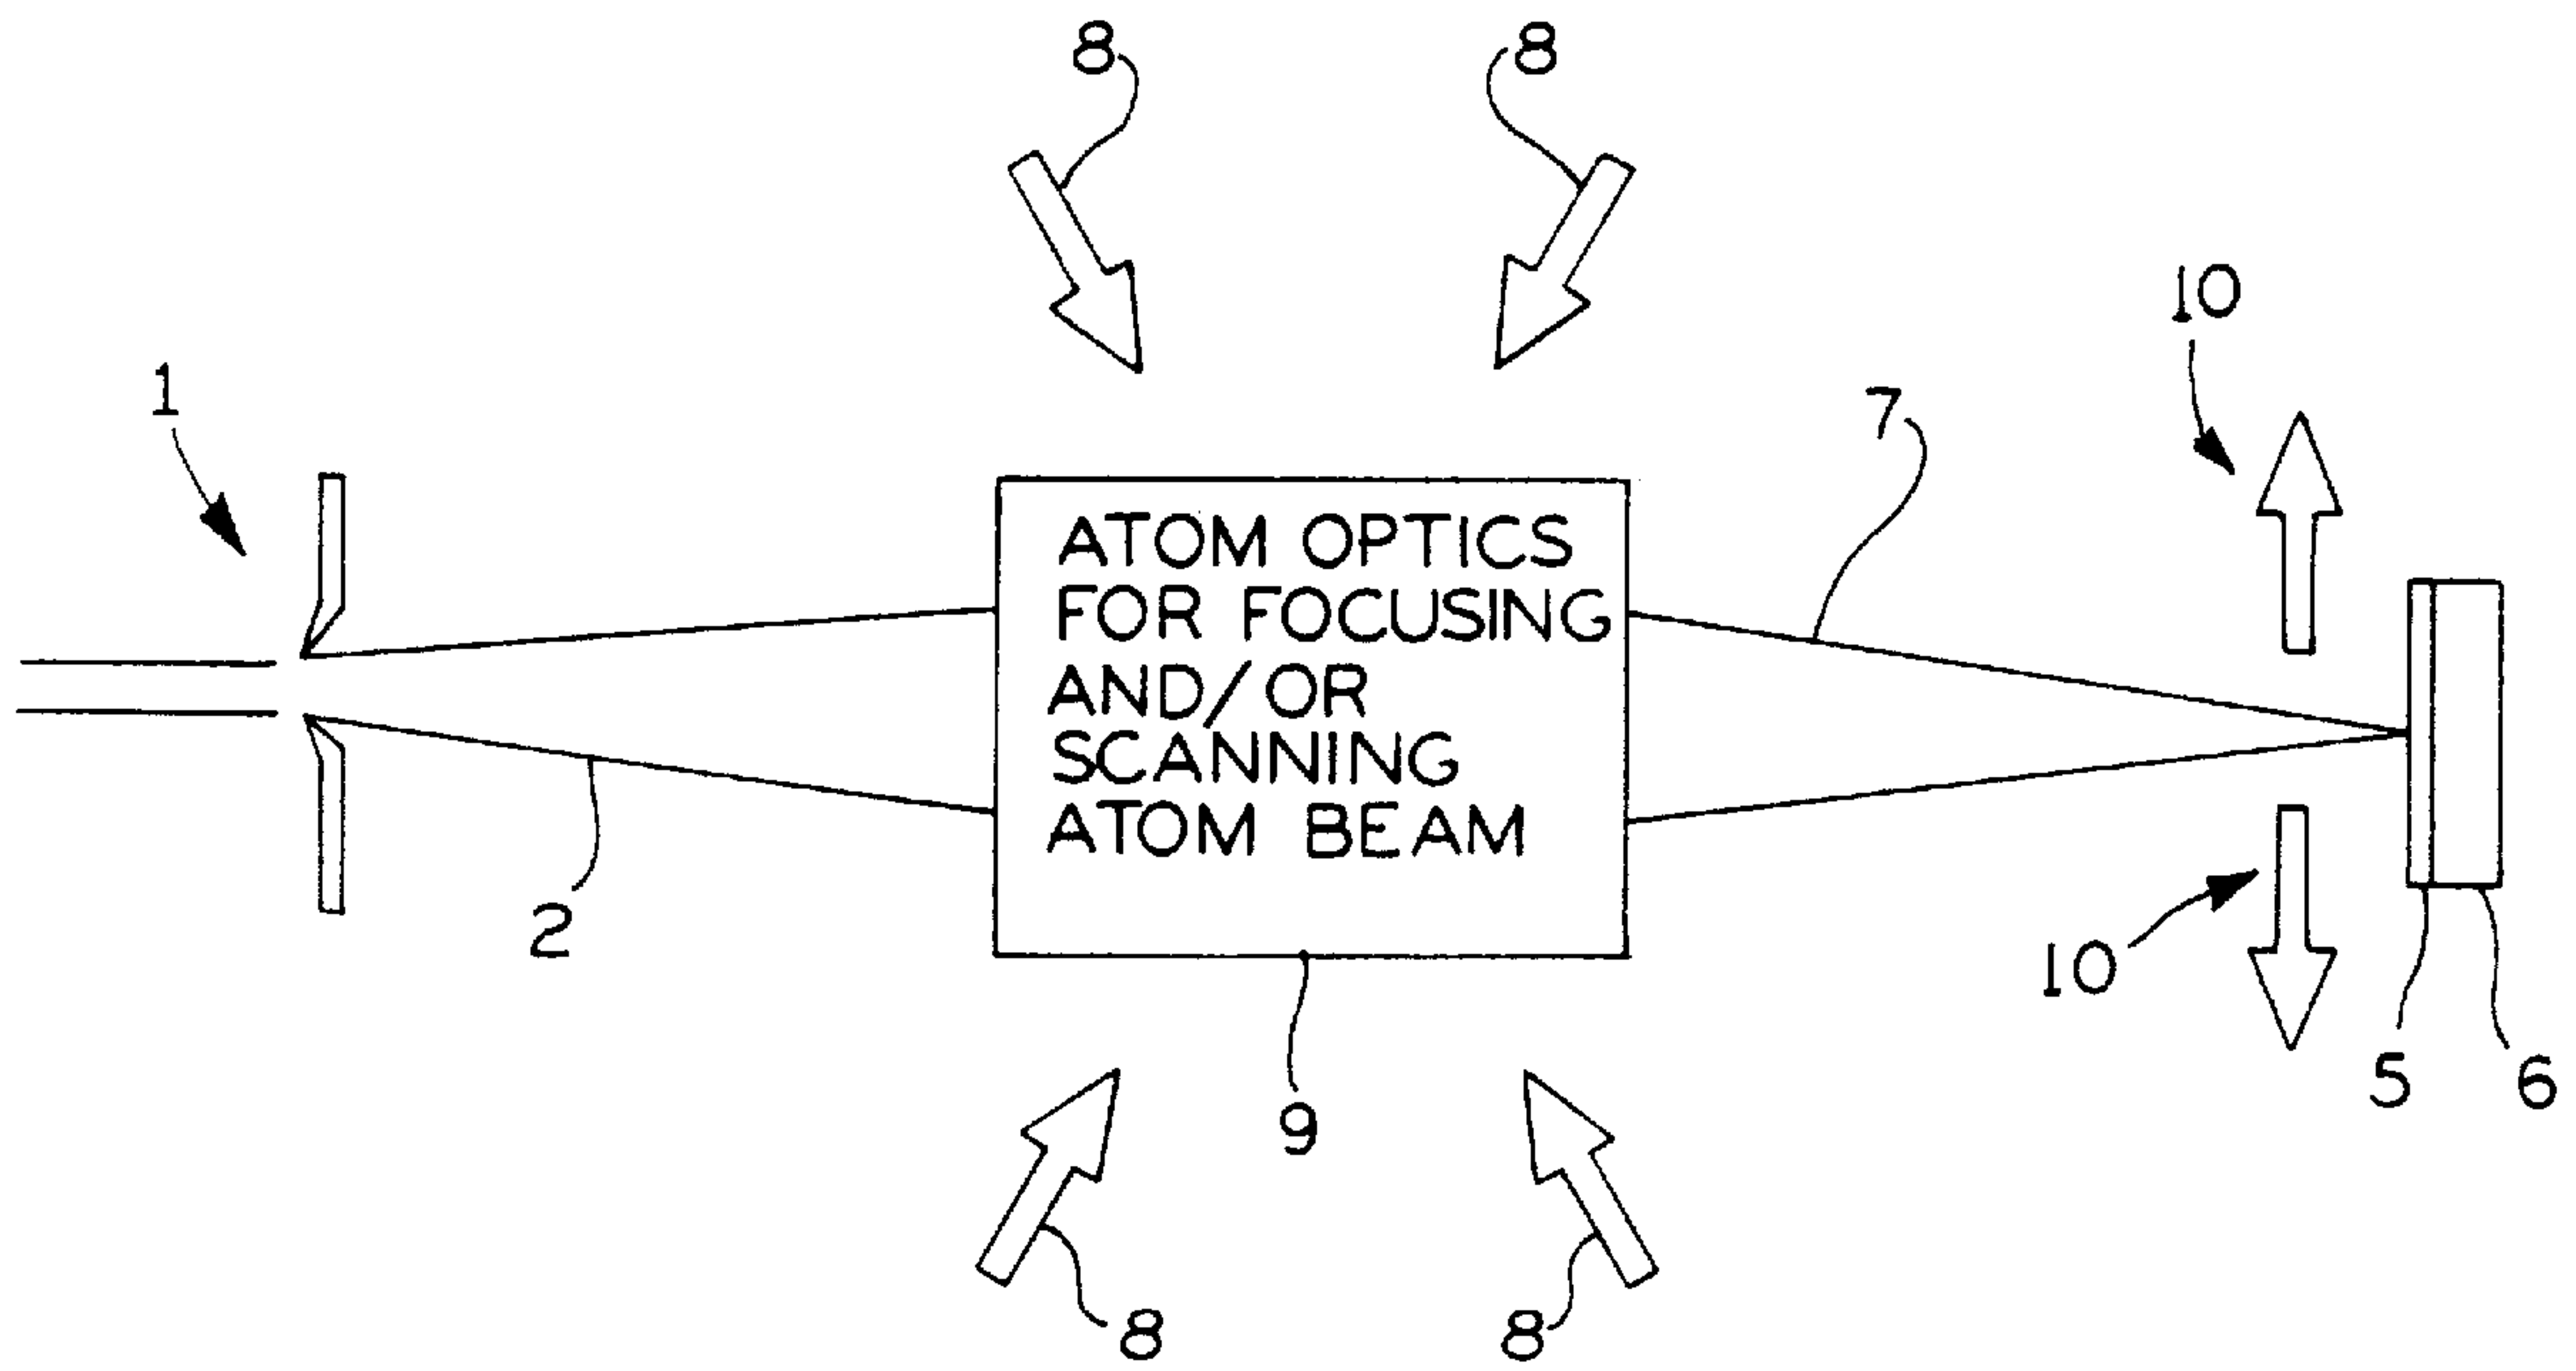 8 8
10
1
7
ATOM OPTICS
FOR FOCUSING
AND/OR
SCANNING
ATOM BEAM
2
10
5 6
9
8 8